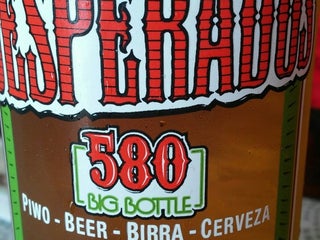 ESPERADOS
580
BIG BOTTLE
PIWO - BEER - BIRRA - CERVEZA